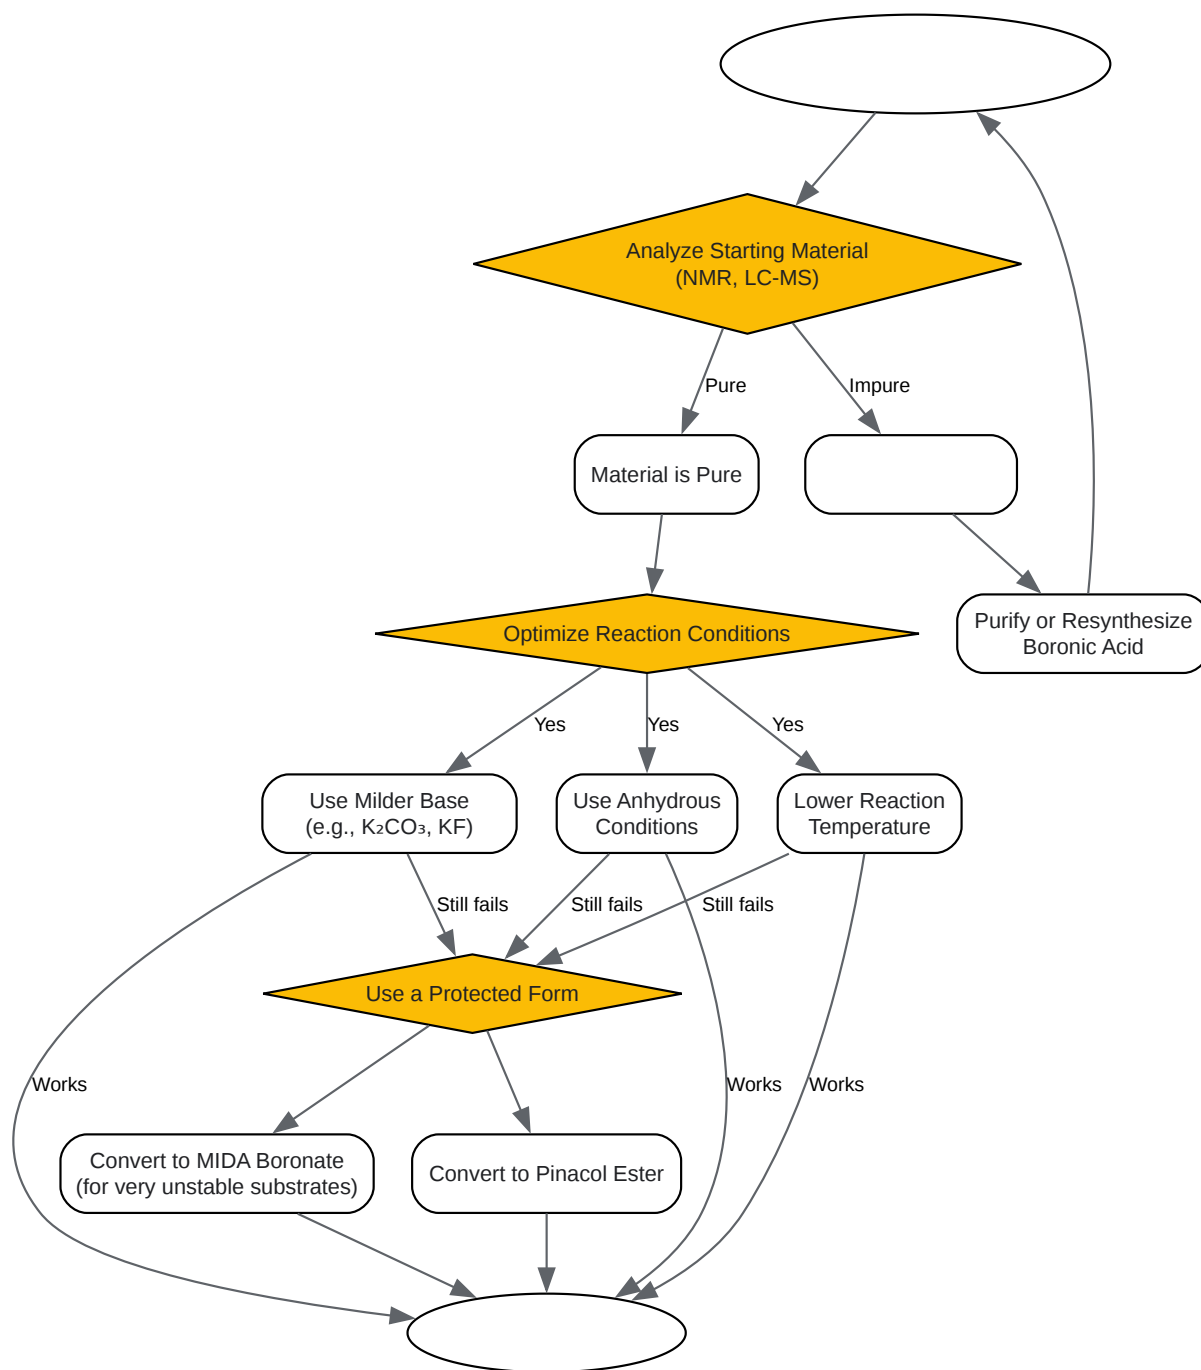 Analyze Starting Material
(NMR, LC-MS)
Pure
Impure
Material is Pure
Purify or Resynthesize
Boronic Acid
Optimize Reaction Conditions
Yes
Yes
Yes
Use Milder Base
(e.g., K₂CO₃, KF)
Use Anhydrous
Conditions
Lower Reaction
Temperature
Still fails
Still fails
Still fails
Use a Protected Form
Works
Works
Works
Convert to MIDA Boronate
(for very unstable substrates)
Convert to Pinacol Ester